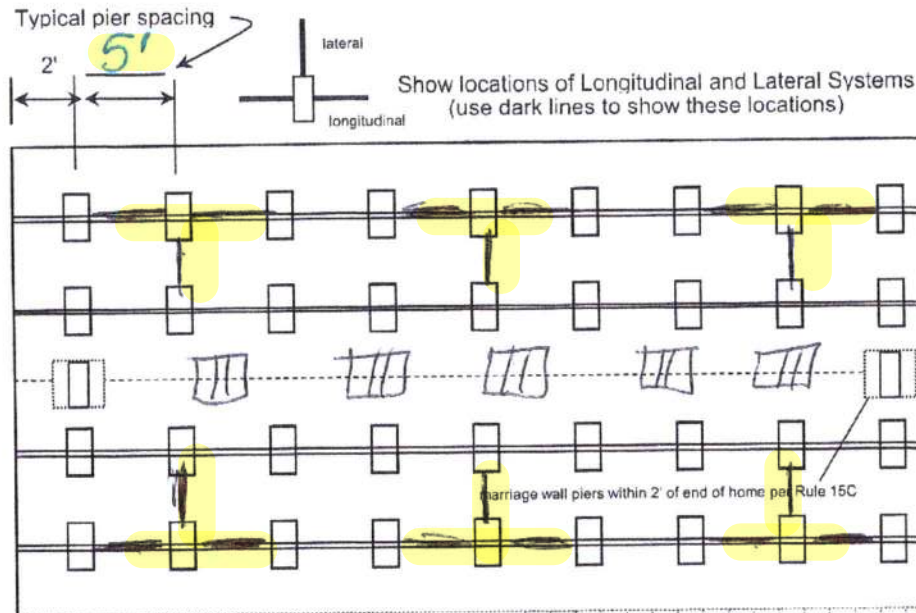 Typical pier spacing
2'
5'
lateral
longitudinal
Show locations of Longitudinal and Lateral Systems
(use dark lines to show these locations)
marriage wall piers within 2' of end of home per Rule 15C